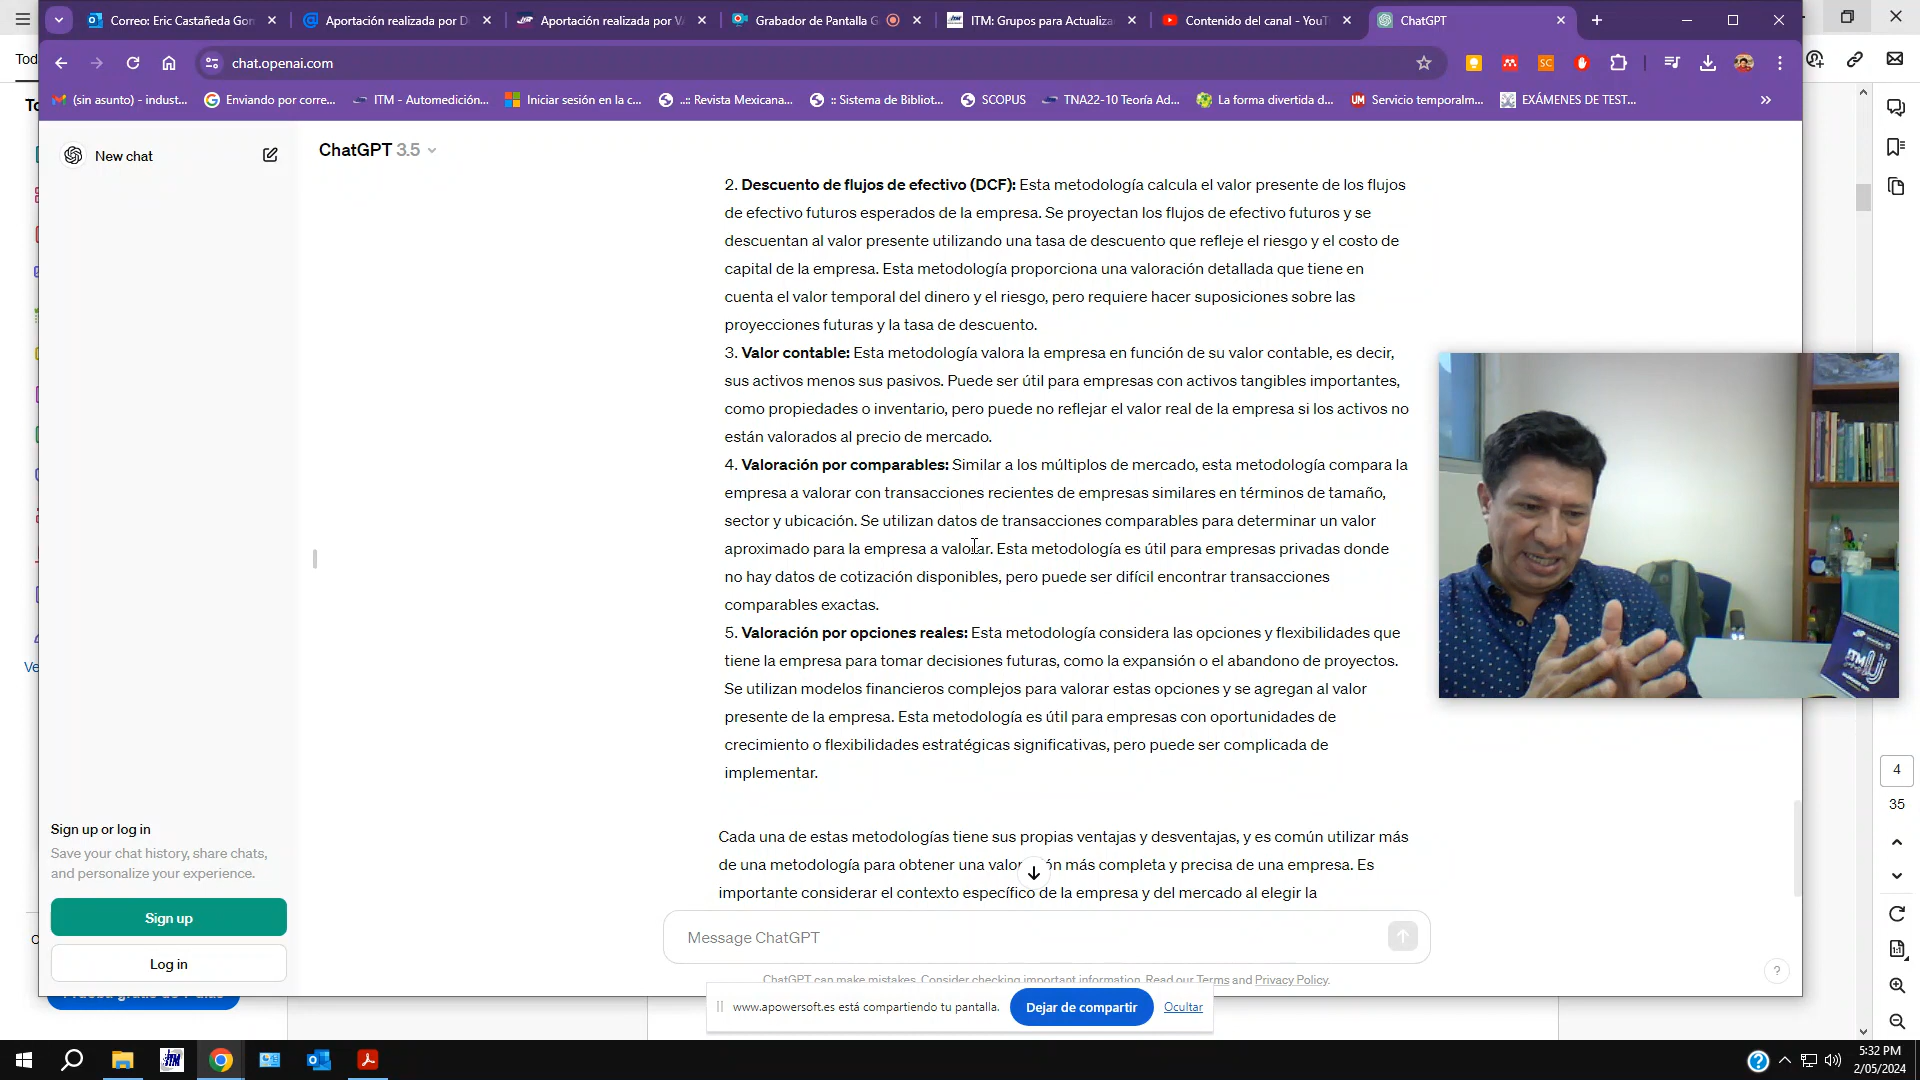 Correo: Eric Castañeda Gon
Aportación realizada por D
Aportación realizada por V
Grabador de Pantalla G
ITM: Grupos para Actualiza
Contenido del canal - YouT
ChatGPT
Tod
chat.openai.com
(sin asunto) - indust...
Enviando por corre...
ITM - Automedición,...
Iniciar sesión en la c...
..:: Revista Mexicana...
:: Sistema de Bibliot...
SCOPUS
TNA22-10 Teoría Ad...
La forma divertida d...
Servicio temporalm...
EXÁMENES DE TEST...
New chat
ChatGPT 3.5
2. Descuento de flujos de efectivo (DCF): Esta metodología calcula el valor presente de los flujos
de efectivo futuros esperados de la empresa. Se proyectan los flujos de efectivo futuros y se
descuentan al valor presente utilizando una tasa de descuento que refleje el riesgo y el costo de
capital de la empresa. Esta metodología proporciona una valoración detallada que tiene en
cuenta el valor temporal del dinero y el riesgo, pero requiere hacer suposiciones sobre las
proyecciones futuras y la tasa de descuento.
3. Valor contable: Esta metodología valora la empresa en función de su valor contable, es decir,
sus activos menos sus pasivos. Puede ser útil para empresas con activos tangibles importantes,
como propiedades o inventario, pero puede no reflejar el valor real de la empresa si los activos no
están valorados al precio de mercado.
4. Valoración por comparables: Similar a los múltiplos de mercado, esta metodología compara la
empresa a valorar con transacciones recientes de empresas similares en términos de tamaño,
sector y ubicación. Se utilizan datos de transacciones comparables para determinar un valor
aproximado para la empresa a valorar. Esta metodología es útil para empresas privadas donde
no hay datos de cotización disponibles, pero puede ser difícil encontrar transacciones
comparables exactas.
5. Valoración por opciones reales: Esta metodología considera las opciones y flexibilidades que
tiene la empresa para tomar decisiones futuras, como la expansión o el abandono de proyectos.
Se utilizan modelos financieros complejos para valorar estas opciones y se agregan al valor
presente de la empresa. Esta metodología es útil para empresas con oportunidades de
crecimiento o flexibilidades estratégicas significativas, pero puede ser complicada de
implementar.
Cada una de estas metodologías tiene sus propias ventajas y desventajas, y es común utilizar más
de una metodología para obtener una valor ón más completa y precisa de una empresa. Es
importante considerar el contexto específico de la empresa y del mercado al elegir la
Ve
Sign up or log in
Save your chat history, share chats,
and personalize your experience.
Sign up
Log in
Message ChatGPT
ChatGPT can make mistakes. Consider checking important information. Read our Terms and Privacy Policy.
?
www.apowersoft.es está compartiendo tu pantalla.
Dejar de compartir
Ocultar
4
35
ITM
5:32 PM
2/05/2024